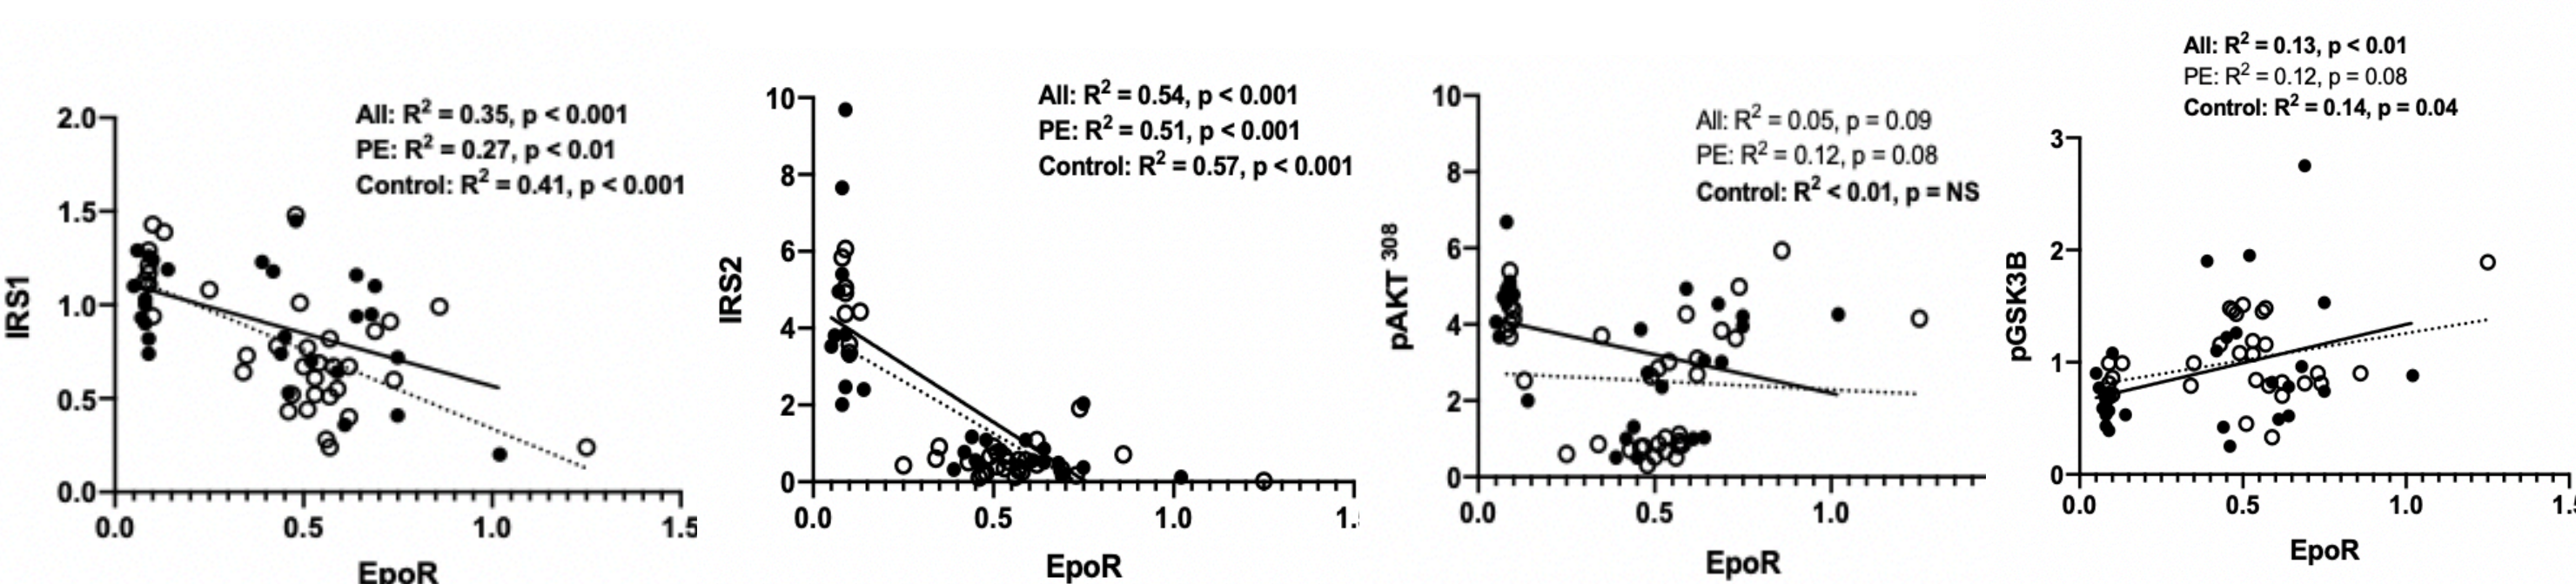 All: R² = 0.35, p < 0.001
PE: R² = 0.27, p < 0.01
Control: R² = 0.41, p < 0.001
2.0
1.5
1.0
0.5
0.0
IRS1
0.0 0.5 1.0 1.5
EpoR
All: R² = 0.54, p < 0.001
PE: R² = 0.51, p < 0.001
Control: R² = 0.57, p < 0.001
10
8
6
4
2
0
IRS2
0.0 0.5 1.0 1.
EpoR
All: R² = 0.05, p = 0.09
PE: R² = 0.12, p = 0.08
Control: R² < 0.01, p = NS
10
8
6
4
2
0
pAKT ³⁰⁸
0.0 0.5 1.0
EpoR
All: R² = 0.13, p < 0.01
PE: R² = 0.12, p = 0.08
Control: R² = 0.14, p = 0.04
3
2
1
0
pGSK3B
0.0 0.5 1.0 1.5
EpoR